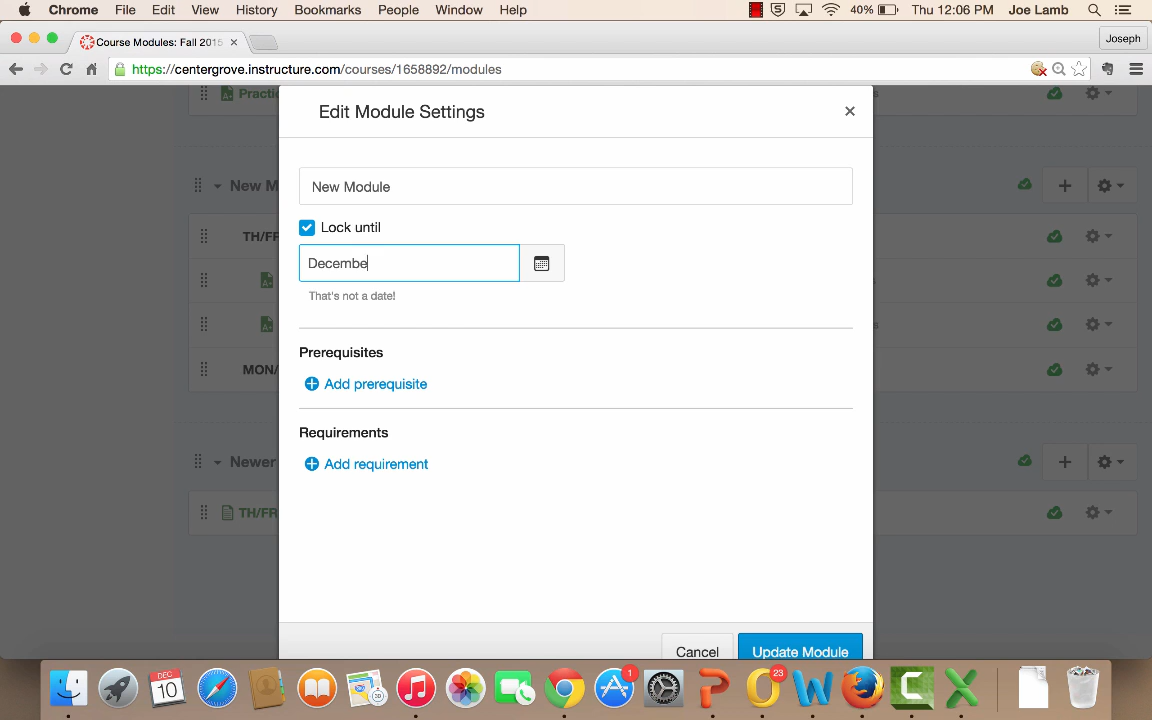 Chrome File Edit View History Bookmarks People Window Help 40% Thu 12:06 PM Joe Lamb
Course Modules: Fall 2015 Joseph
https://centergrove.instructure.com/courses/1658892/modules
Practi
Edit Module Settings
New M
New Module
Lock until
TH/FR
Decembe
That's not a date!
Prerequisites
MON/
Add prerequisite
Requirements
Newer
Add requirement
TH/FR
Cancel Update Module
DEC
10
30
1
23